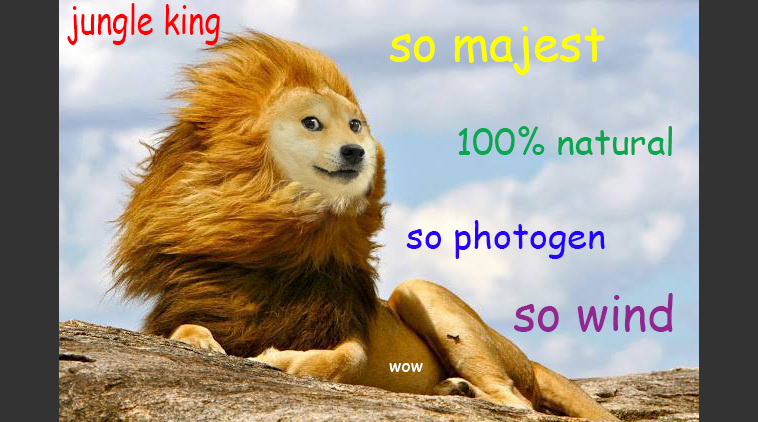 jungle king
so majest
100% natural
so photogen
so wind
wow